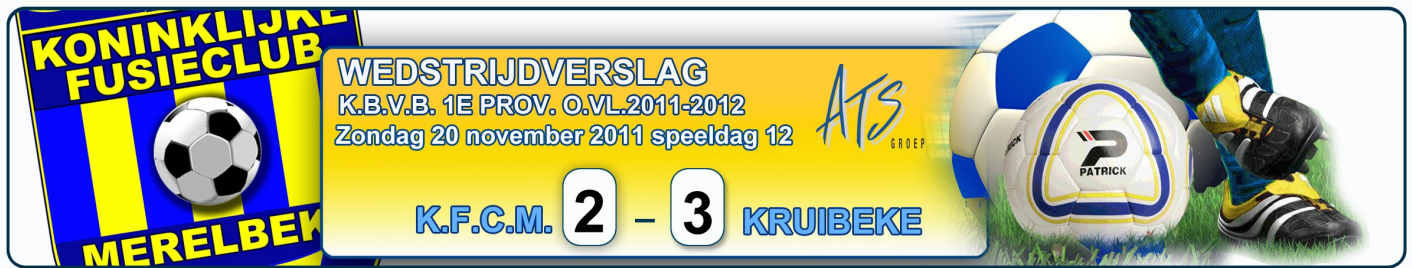 KONINKLIJKE
FUSIECLUB
MERELBEK
WEDSTRIJDVERSLAG
K.B.V.B. 1E PROV. O.VL.2011-2012
Zondag 20 november 2011 speeldag 12
ATS
GROEP
K.F.C.M. 2 – 3 KRUIBEKE
PATRICK